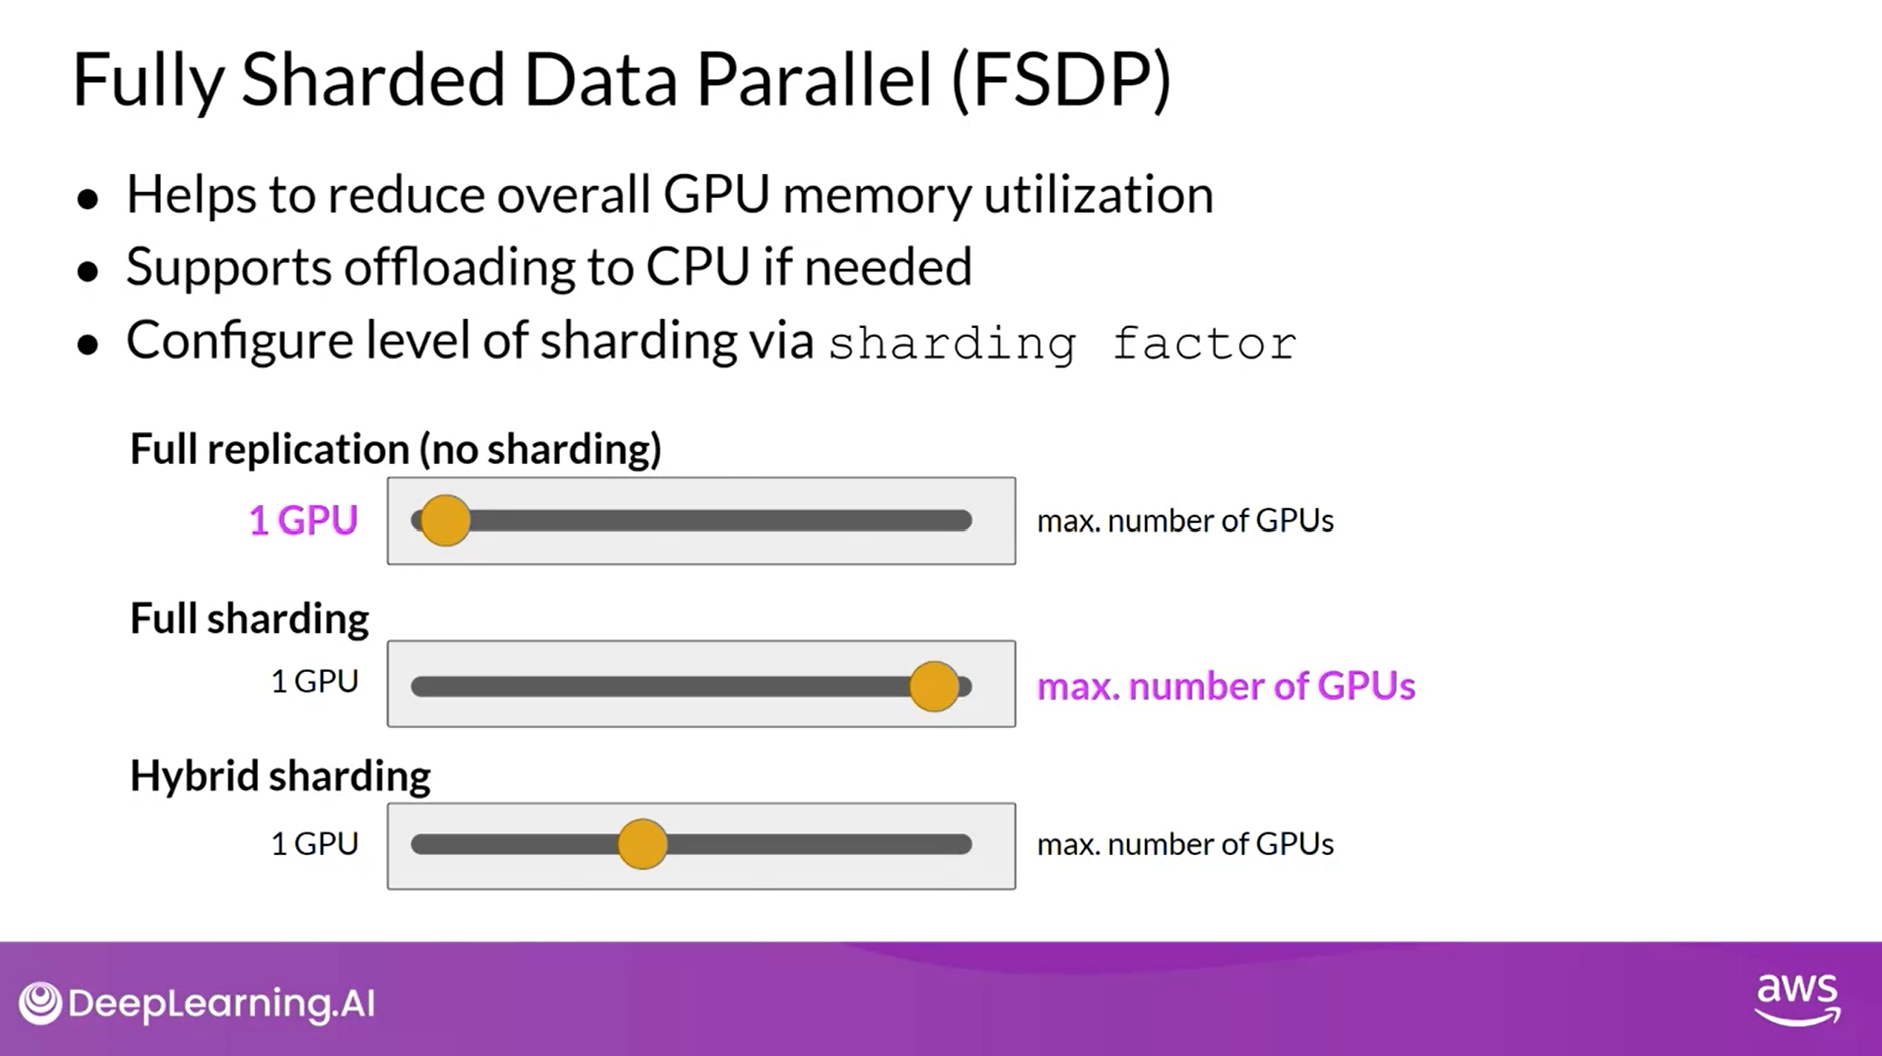 Fully Sharded Data Parallel (FSDP)
● Helps to reduce overall GPU memory utilization
● Supports offloading to CPU if needed
● Configure level of sharding via sharding factor
Full replication (no sharding)
1 GPU max. number of GPUs
Full sharding
1 GPU max. number of GPUs
Hybrid sharding
1 GPU max. number of GPUs
DeepLearning.AI aws